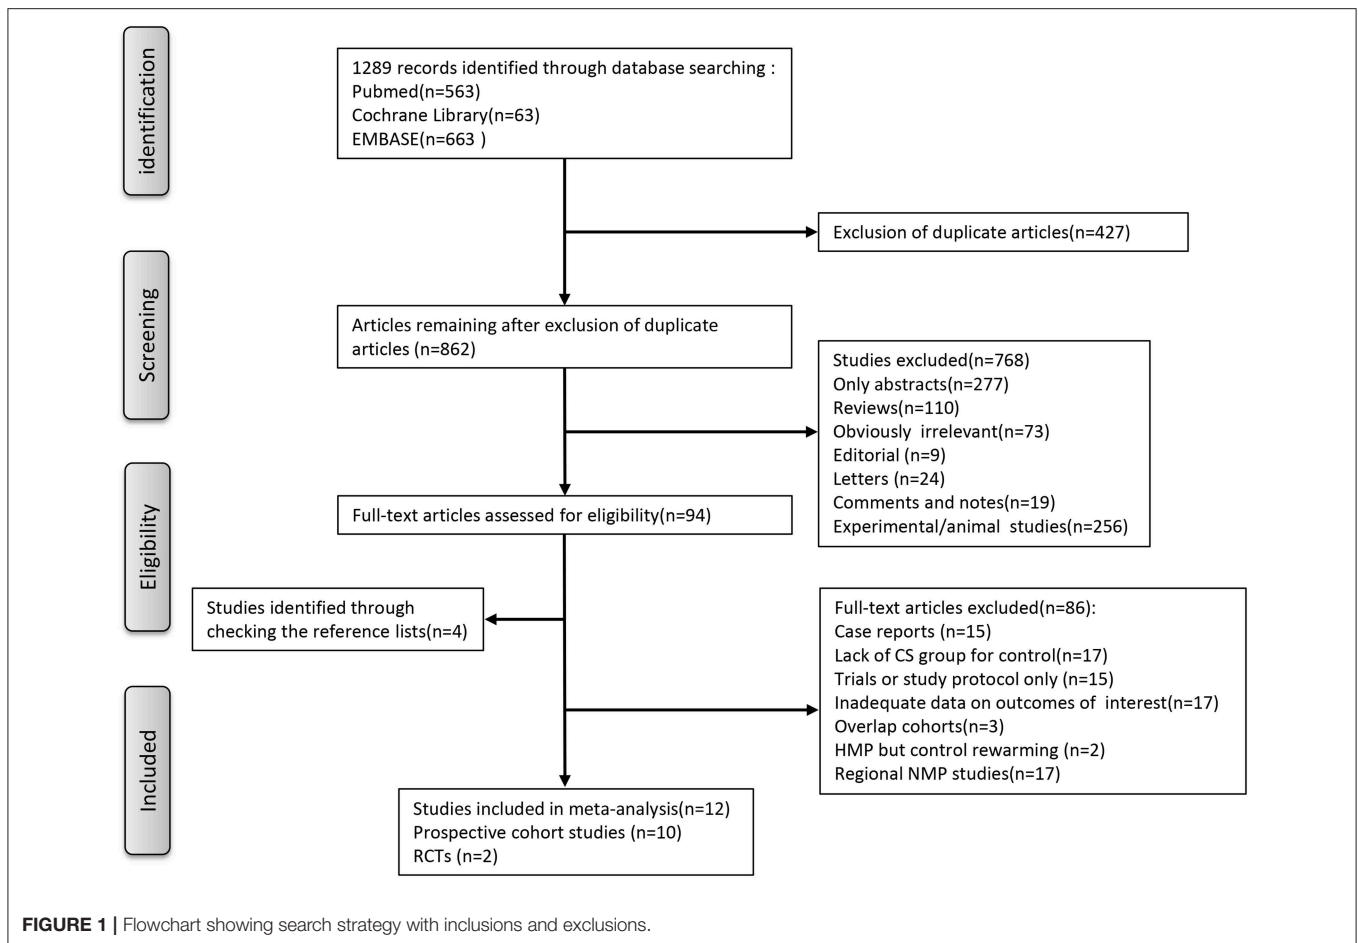 identification
1289 records identified through database searching :
Pubmed(n=563)
Cochrane Library(n=63)
EMBASE(n=663 )
Exclusion of duplicate articles(n=427)
Screening
Articles remaining after exclusion of duplicate
articles (n=862)
Studies excluded(n=768)
Only abstracts(n=277)
Reviews(n=110)
Obviously irrelevant(n=73)
Editorial (n=9)
Letters (n=24)
Comments and notes(n=19)
Experimental/animal studies(n=256)
Eligibility
Full-text articles assessed for eligibility(n=94)
Studies identified through
checking the reference lists(n=4)
Full-text articles excluded(n=86):
Case reports (n=15)
Lack of CS group for control(n=17)
Trials or study protocol only (n=15)
Inadequate data on outcomes of interest(n=17)
Overlap cohorts(n=3)
HMP but control rewarming (n=2)
Regional NMP studies(n=17)
Included
Studies included in meta-analysis(n=12)
Prospective cohort studies (n=10)
RCTs (n=2)
FIGURE 1 | Flowchart showing search strategy with inclusions and exclusions.